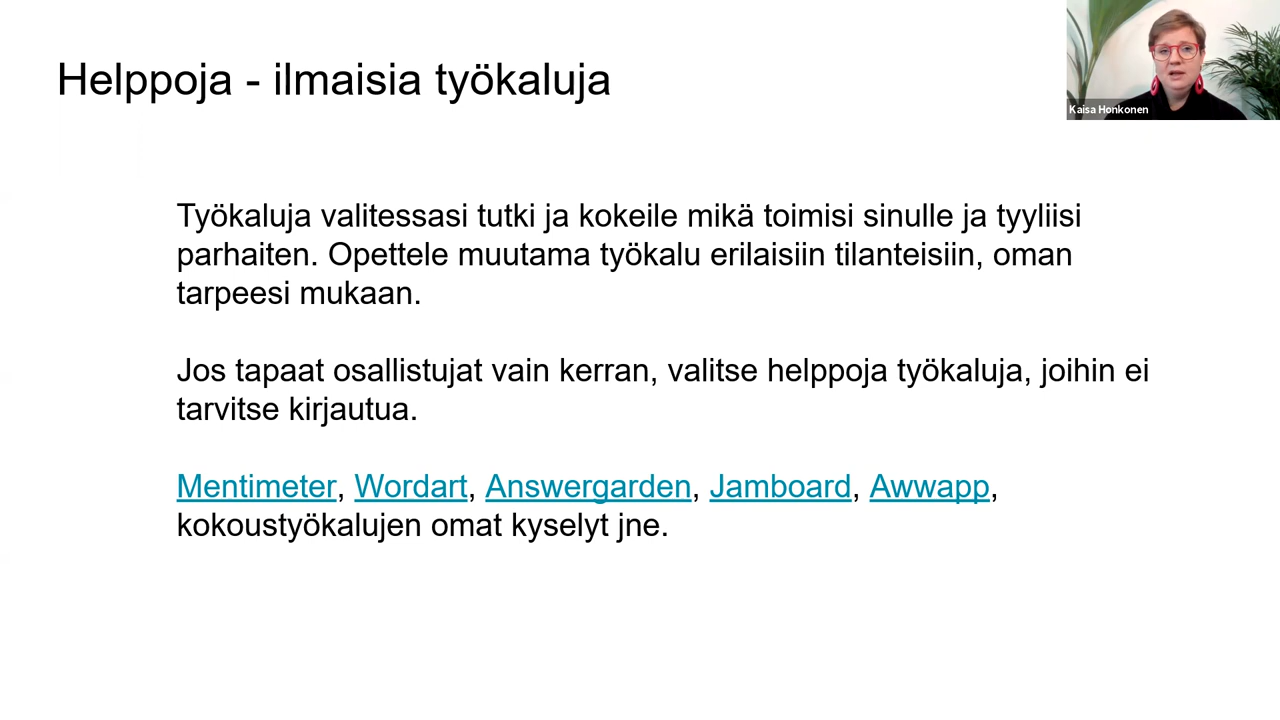 Helppoja - ilmaisia työkaluja
Kaisa Honkonen
Työkaluja valitessasi tutki ja kokeile mikä toimisi sinulle ja tyyliisi
parhaiten. Opettele muutama työkalu erilaisiin tilanteisiin, oman
tarpeesi mukaan.
Jos tapaat osallistujat vain kerran, valitse helppoja työkaluja, joihin ei
tarvitse kirjautua.
Mentimeter, Wordart, Answergarden, Jamboard, Awwapp,
kokoustyökalujen omat kyselyt jne.